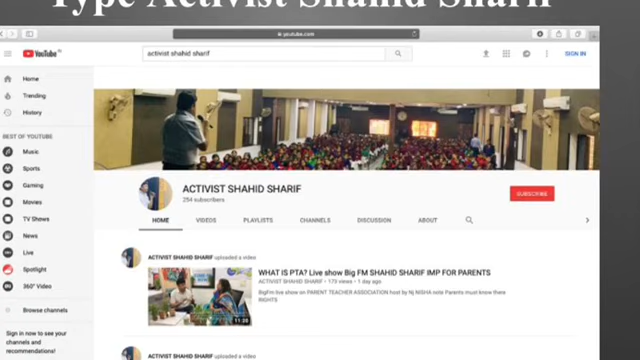 Type Activist Shahid Sharif
youtube.com
YouTube
activist shahid sharif
SIGN IN
Home
Trending
History
BEST OF YOUTUBE
Music
Sports
Gaming
Movies
TV Shows
News
Live
Spotlight
360° Video
Browse channels
Sign in now to see your
channels and
recommendations!
ACTIVIST SHAHID SHARIF
254 subscribers
SUBSCRIBE
HOME VIDEOS PLAYLISTS CHANNELS DISCUSSION ABOUT
ACTIVIST SHAHID SHARIF uploaded a video
WHAT IS PTA? Live show Big FM SHAHID SHARIF IMP FOR PARENTS
ACTIVIST SHAHID SHARIF • 173 views • 1 day ago
BigFm live show on PARENT TEACHER ASSOCIATION host by Nj NISHA note Parents must know there
RIGHTS
11:20
ACTIVIST SHAHID SHARIF uploaded a video